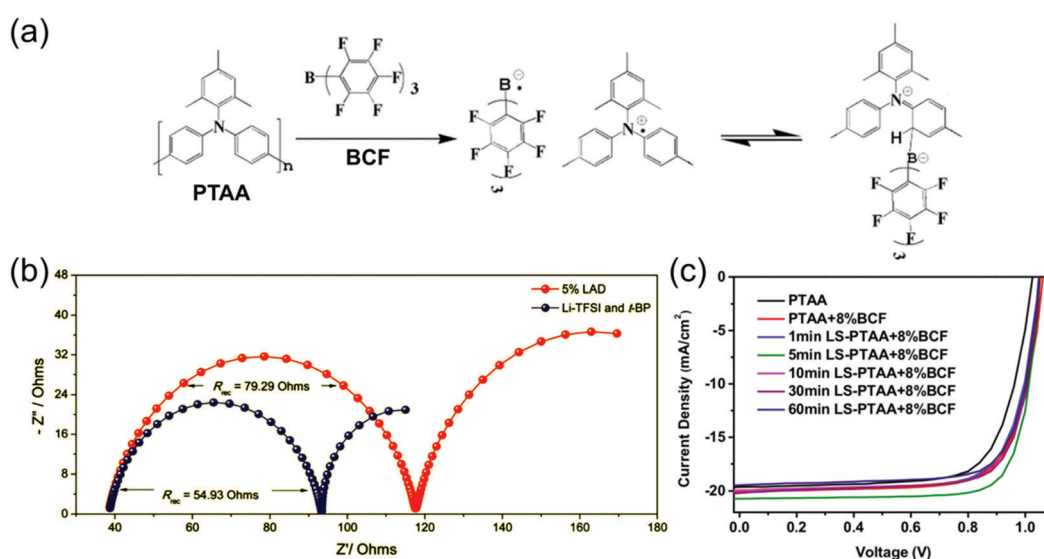 (a)
B
F
F
F
F
F
3
N
n
PTAA
BCF
B
⊖
•
F
F
F
F
F
3
N
⊕
•
N
⊕
H
B
⊖
F
F
F
F
F
3
(b)
48
40
32
24
16
8
0
- Z''/ Ohms
5% LAD
Li-TFSI and t-BP
Rrec = 79.29 Ohms
Rrec = 54.93 Ohms
40
60
80
100
120
140
160
180
Z'/ Ohms
(c)
0
-5
-10
-15
-20
Current Density (mA/cm²)
PTAA
PTAA+8%BCF
1min LS-PTAA+8%BCF
5min LS-PTAA+8%BCF
10min LS-PTAA+8%BCF
30min LS-PTAA+8%BCF
60min LS-PTAA+8%BCF
0.0
0.2
0.4
0.6
0.8
1.0
Voltage (V)